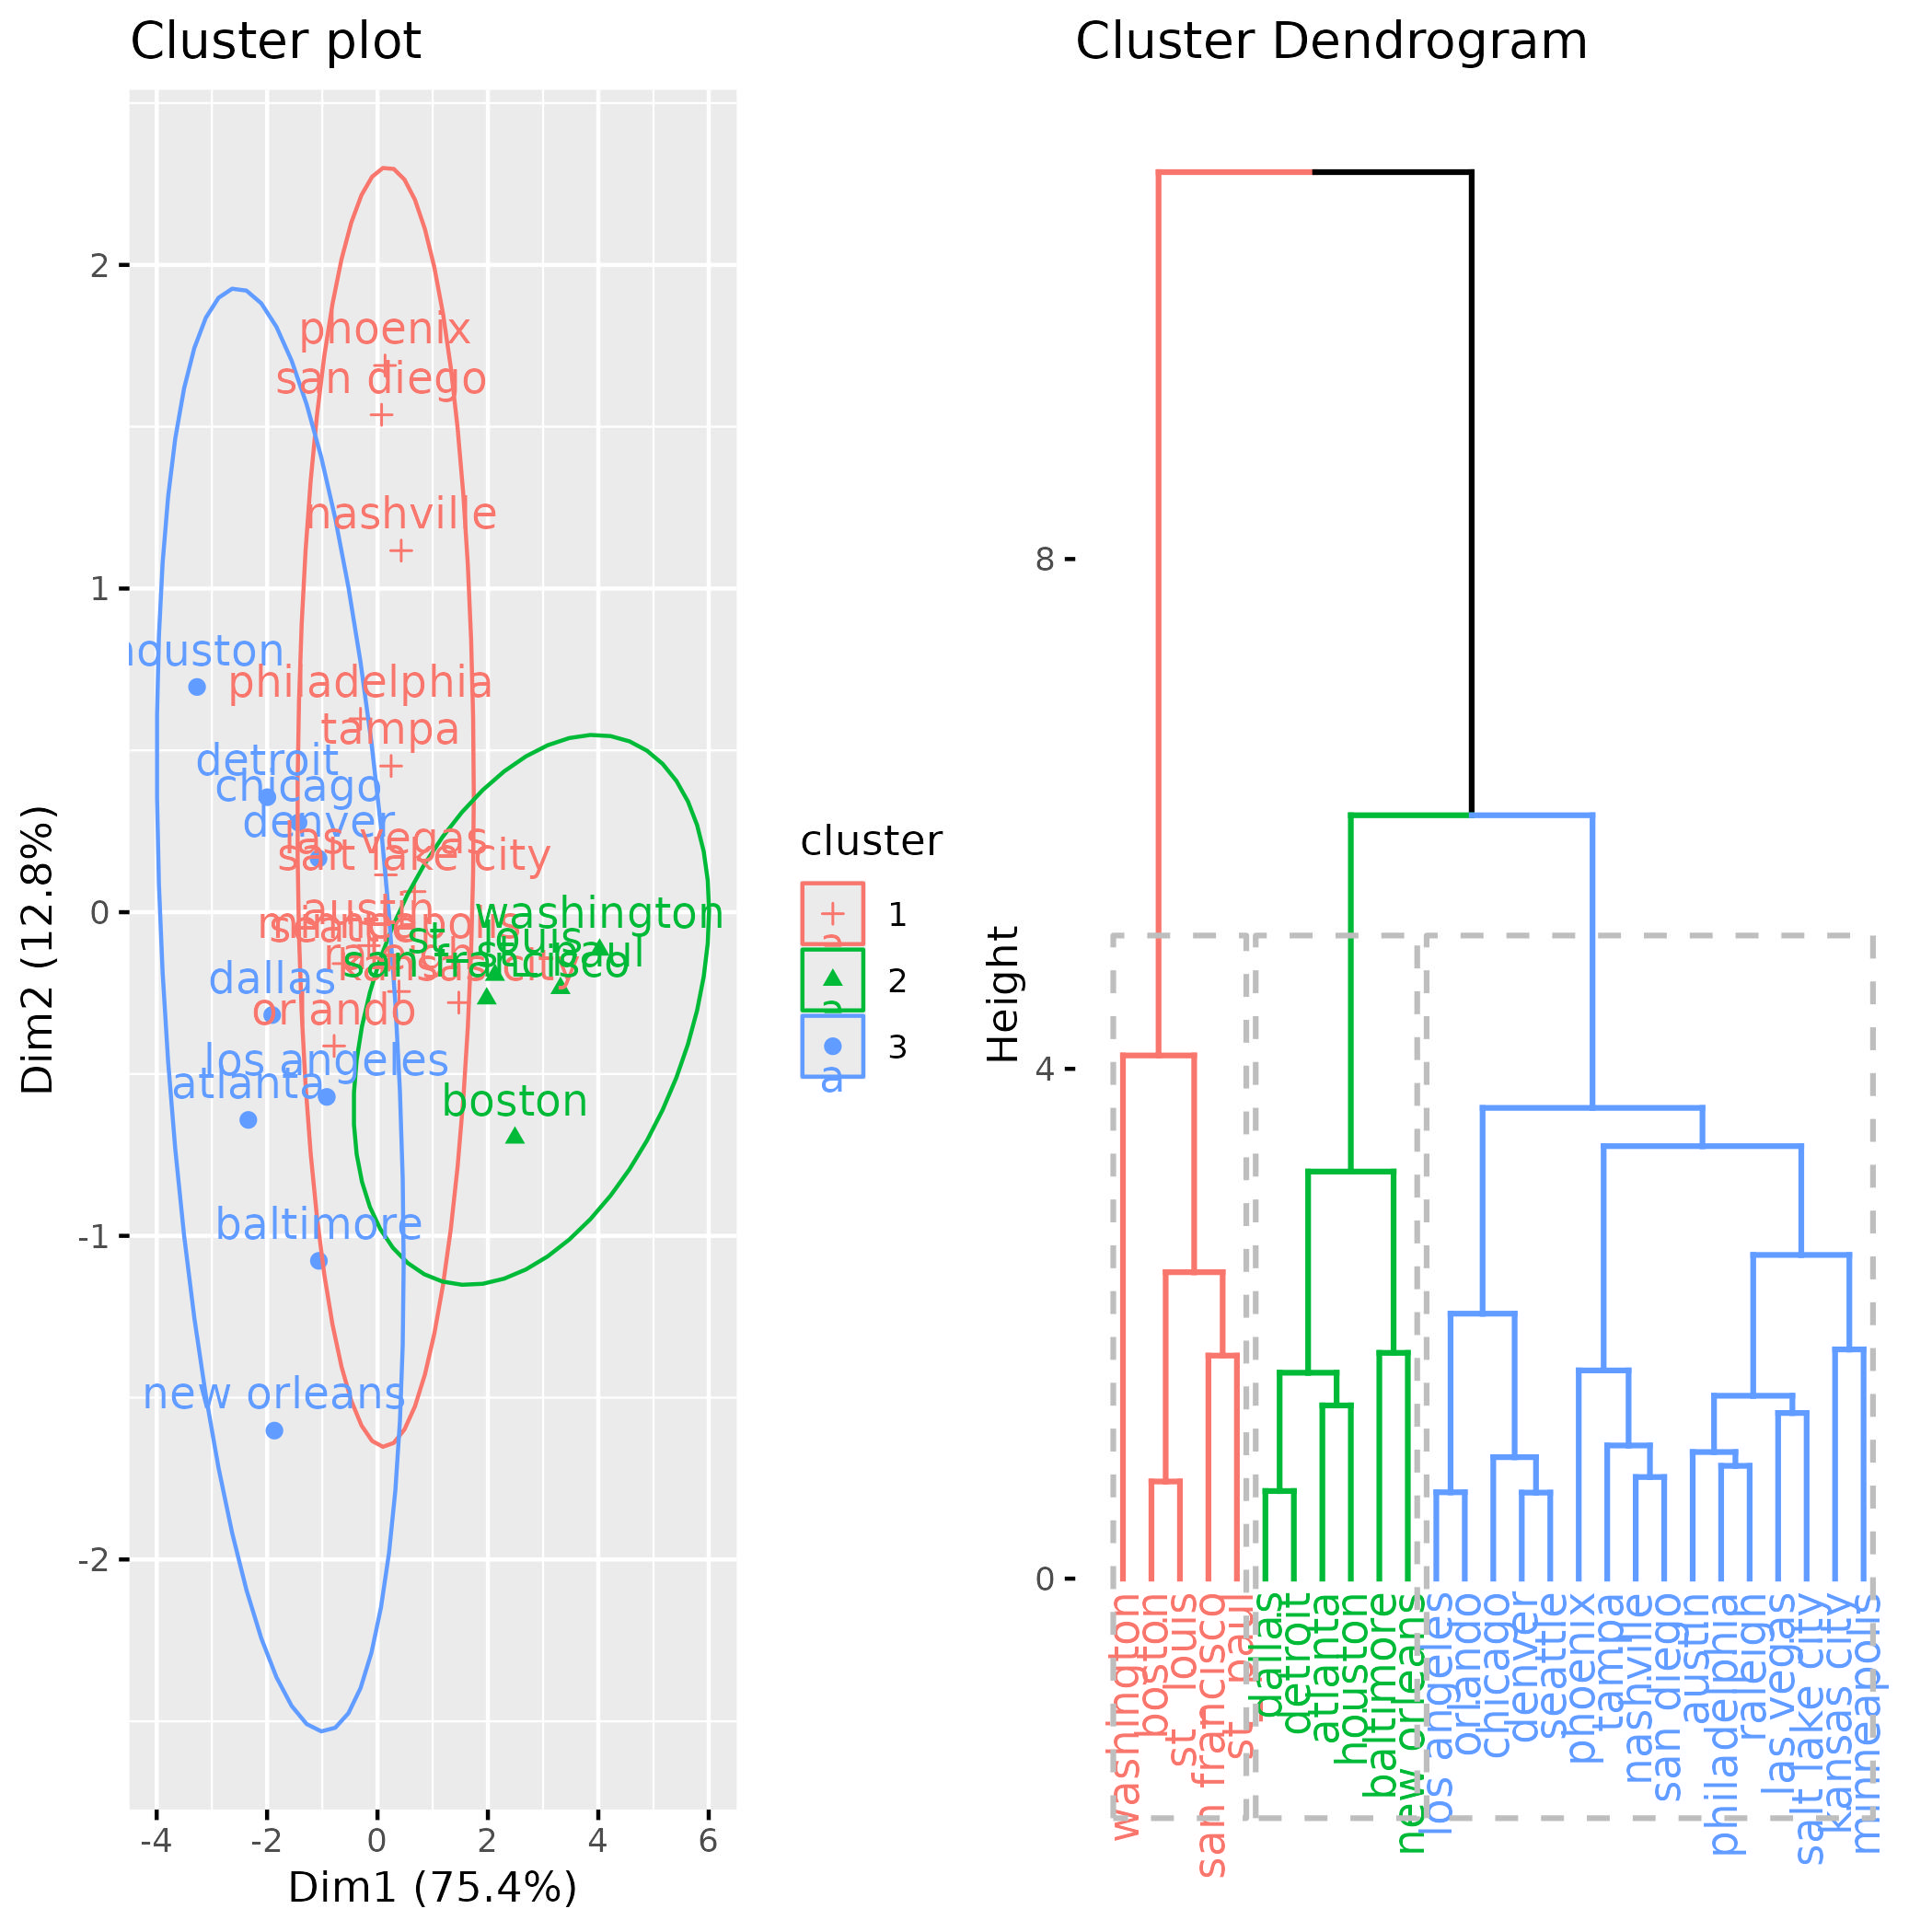 Cluster plot
Dim2 (12.8%)
2
1
0
-1
-2
phoenix
san diego
nashville
houston
philadelphia
tampa
detroit
chicago
denver
las vegas
salt lake city
austin
washington
st louis
st paul
san francisco
kansas city
dallas
orlando
los angeles
atlanta
boston
baltimore
new orleans
-4 -2 0 2 4 6
Dim1 (75.4%)
cluster
a 1
a 2
a 3
Cluster Dendrogram
Height
8
4
0
washington
boston
st louis
san francisco
st paul
dallas
detroit
atlanta
houston
baltimore
new orleans
los angeles
orlando
chicago
denver
seattle
phoenix
tampa
nashville
san diego
austin
philadelphia
raleigh
las vegas
salt lake city
kansas city
minneapolis